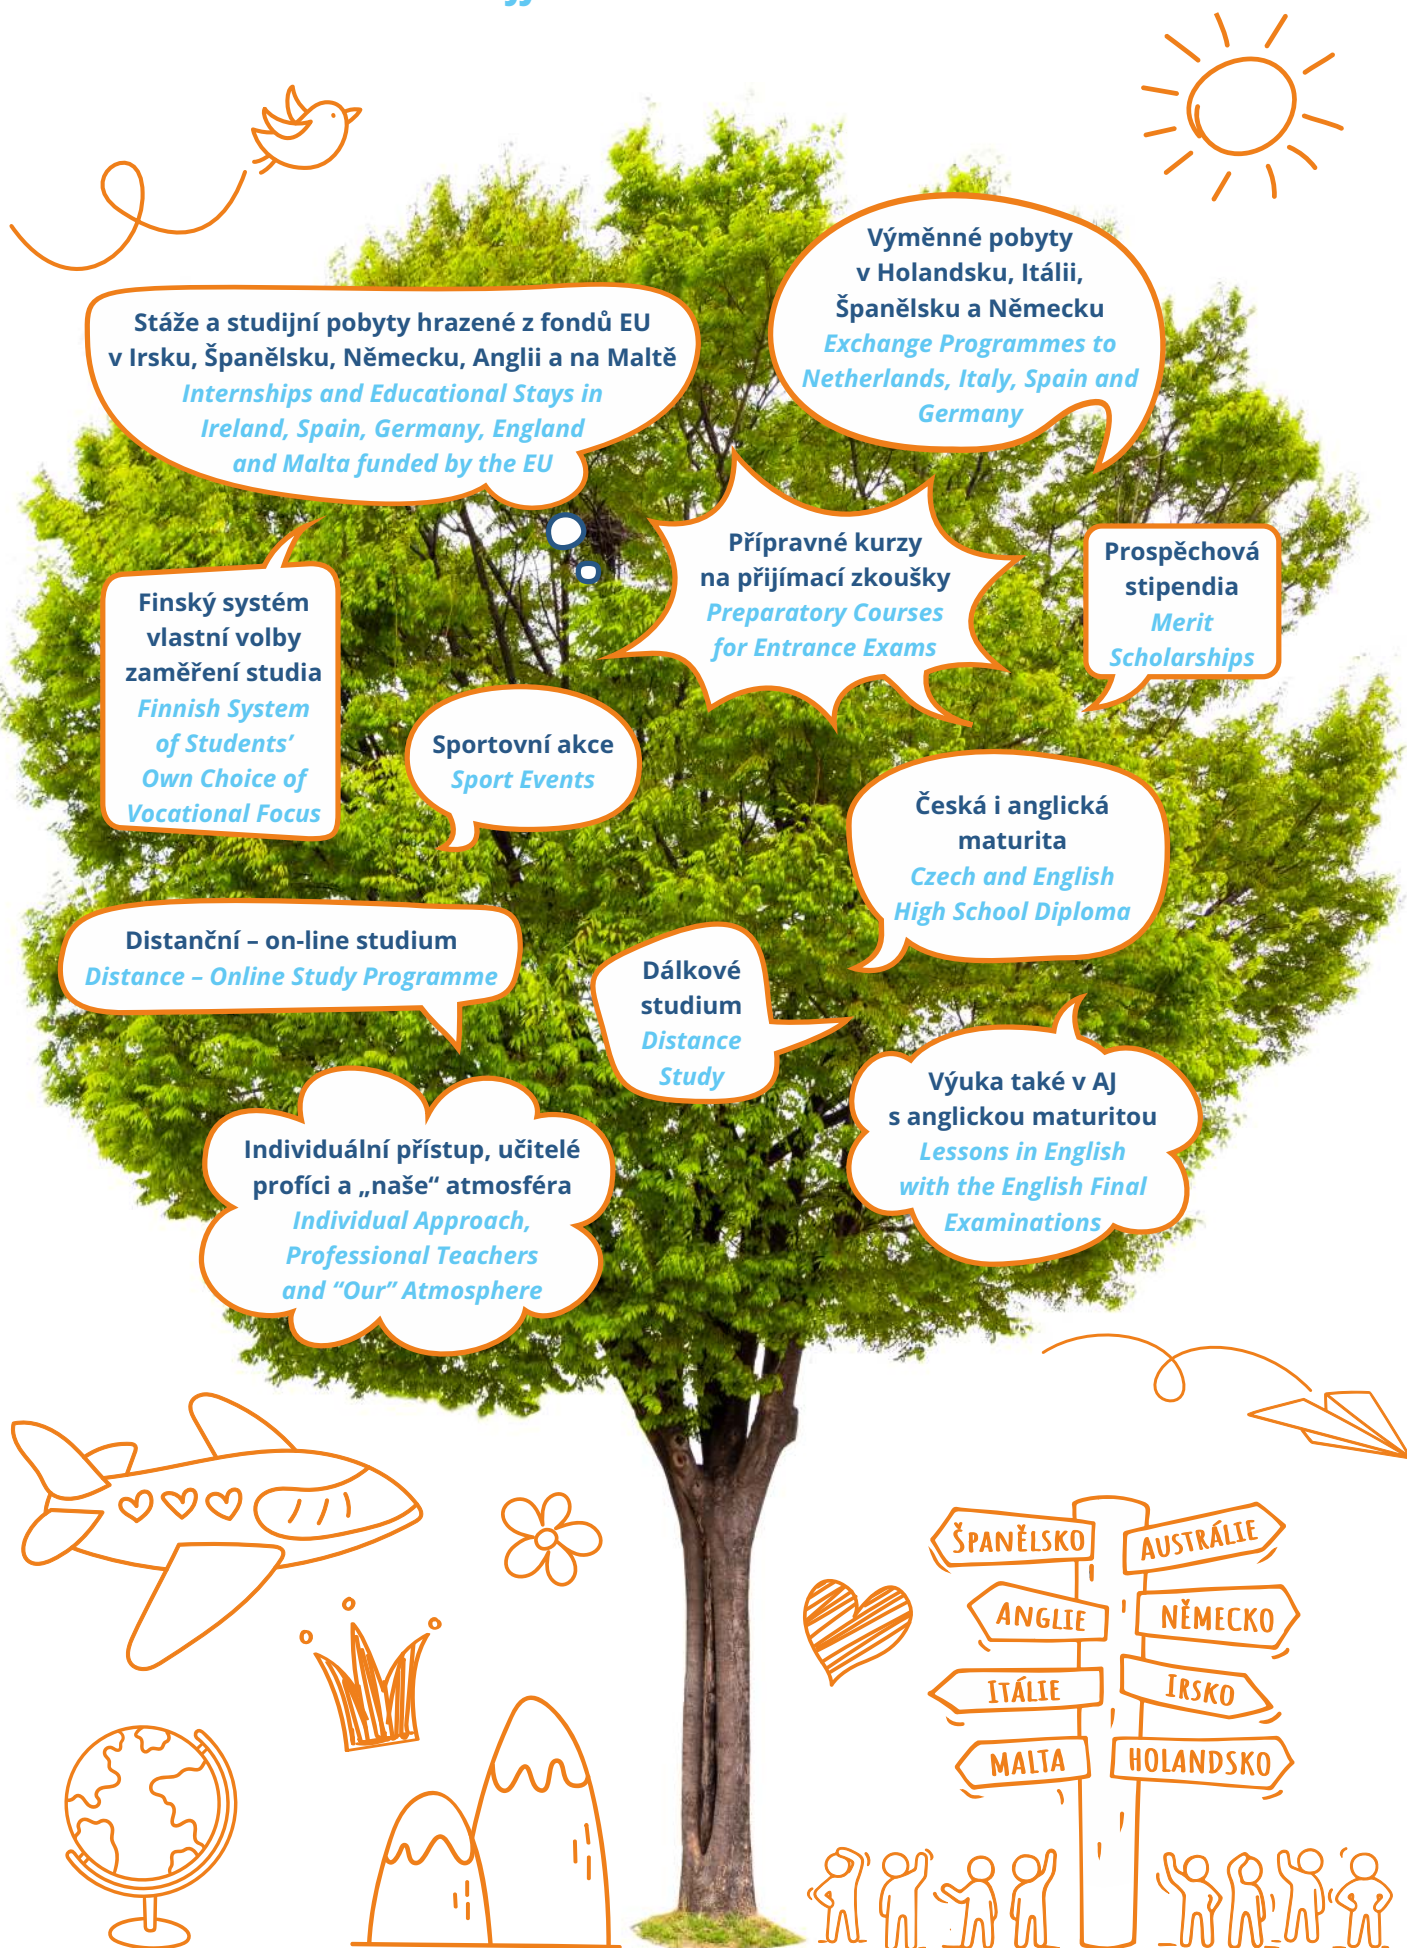 Výměnné pobyty
v Holandsku, Itálii,
Španělsku a Německu
Exchange Programmes to
Netherlands, Italy, Spain and
Germany
Stáže a studijní pobyty hrazené z fondů EU
v Irsku, Španělsku, Německu, Anglii a na Maltě
Internships and Educational Stays in
Ireland, Spain, Germany, England
and Malta funded by the EU
Přípravné kurzy
na přijímací zkoušky
Preparatory Courses
for Entrance Exams
Prospěchová
stipendia
Merit
Scholarships
Finský systém
vlastní volby
zaměření studia
Finnish System
of Students’
Own Choice of
Vocational Focus
Sportovní akce
Sport Events
Česká i anglická
maturita
Czech and English
High School Diploma
Distanční – on-line studium
Distance – Online Study Programme
Dálkové
studium
Distance
Study
Výuka také v AJ
s anglickou maturitou
Lessons in English
with the English Final
Examinations
Individuální přístup, učitelé
profíci a „naše“ atmosféra
Individual Approach,
Professional Teachers
and “Our” Atmosphere
ŠPANĚLSKO
AUSTRÁLIE
ANGLIE
NĚMECKO
ITÁLIE
IRSKO
MALTA
HOLANDSKO